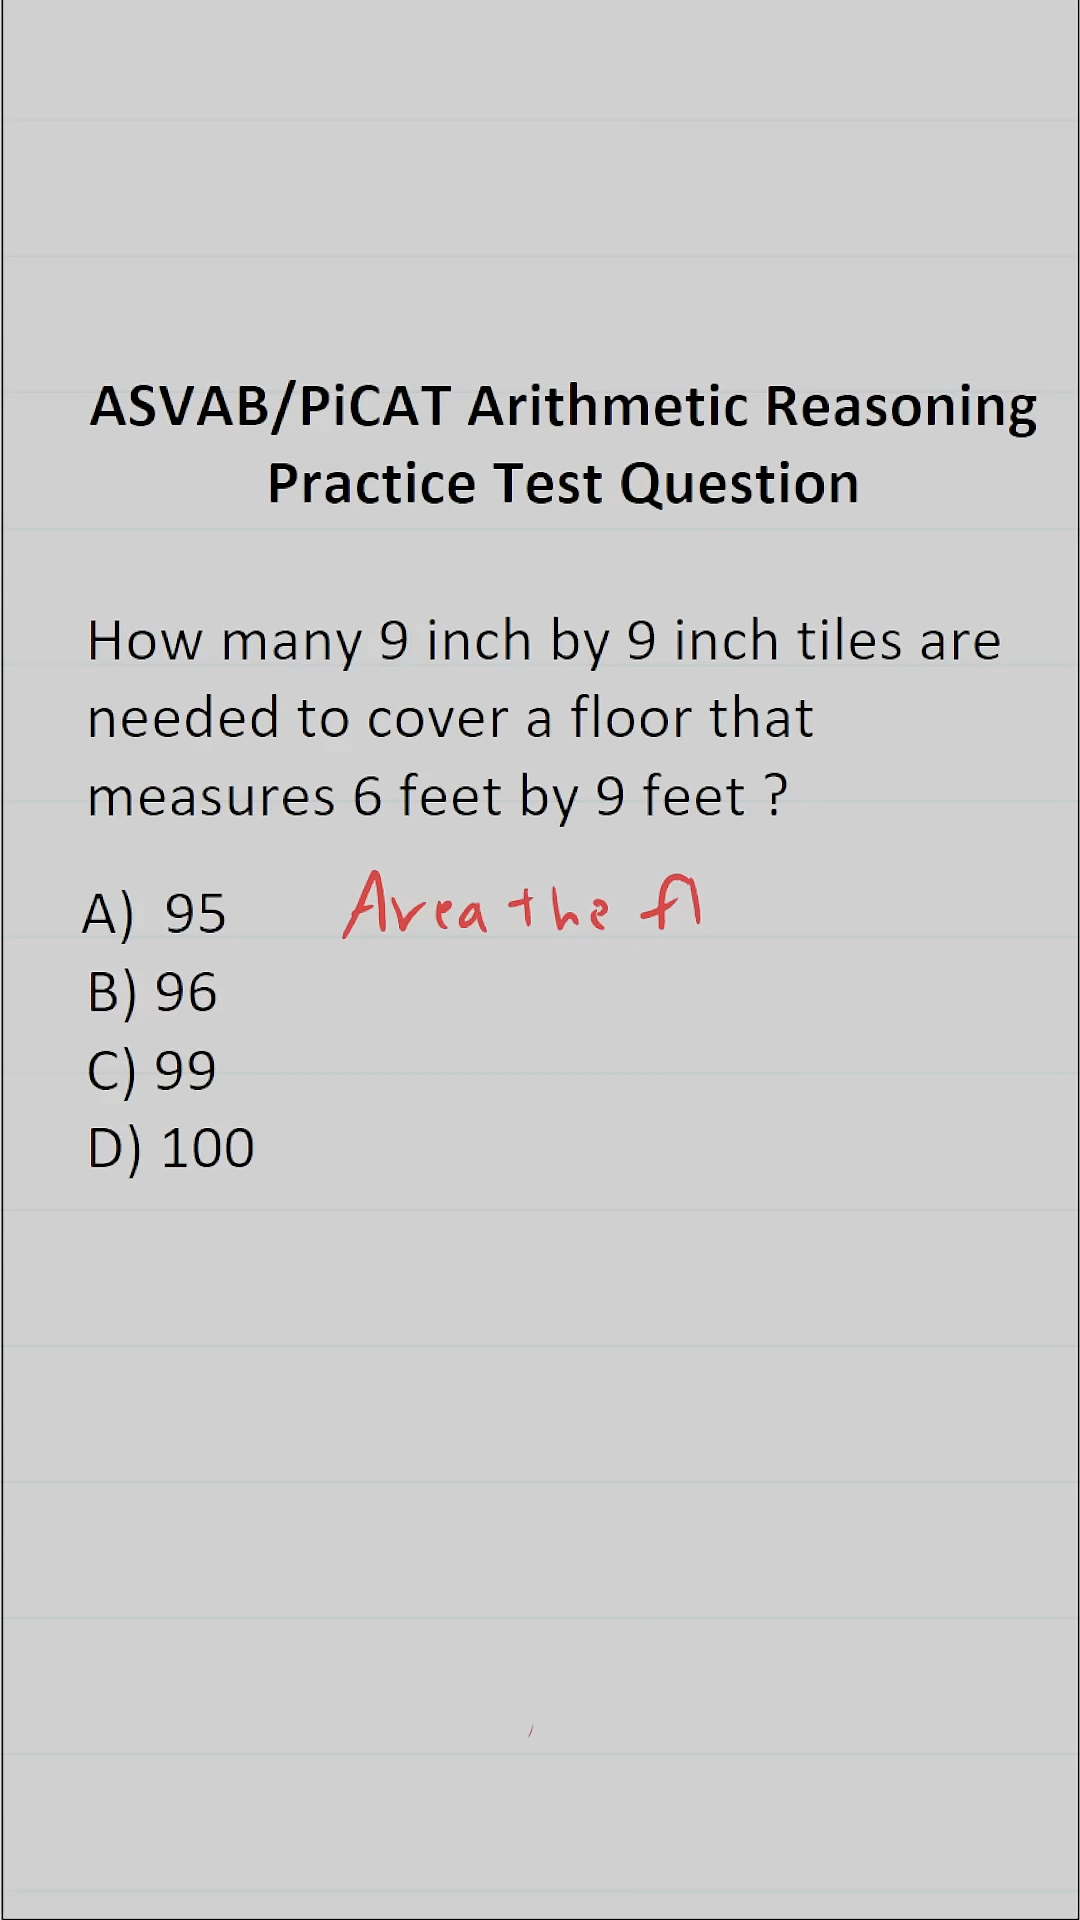 ASVAB/PiCAT Arithmetic Reasoning
Practice Test Question
How many 9 inch by 9 inch tiles are
needed to cover a floor that
measures 6 feet by 9 feet ?
A) 95
Area the fl
B) 96
C) 99
D) 100